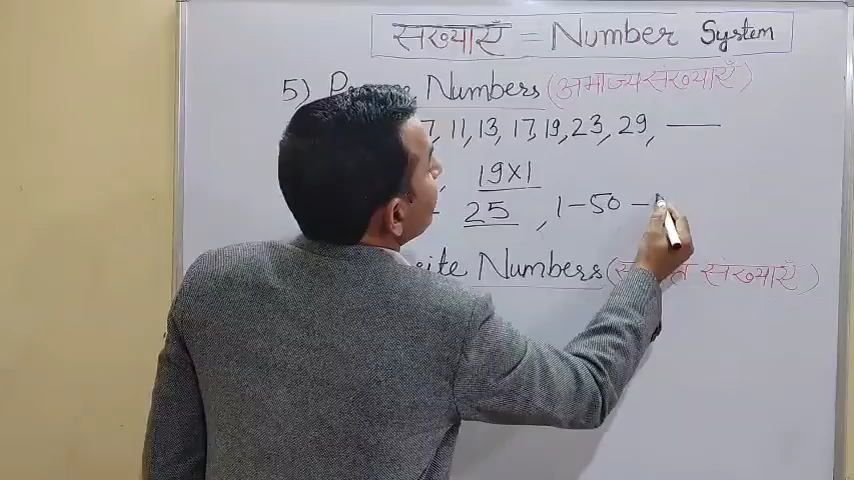 संख्याएँ = Number System
5) Numbers (अभाज्य संख्याएँ)
7, 11, 13, 17, 19, 23, 29, —
, 19×1
25 , 1-50 -
Numbers ( संख्याएँ )